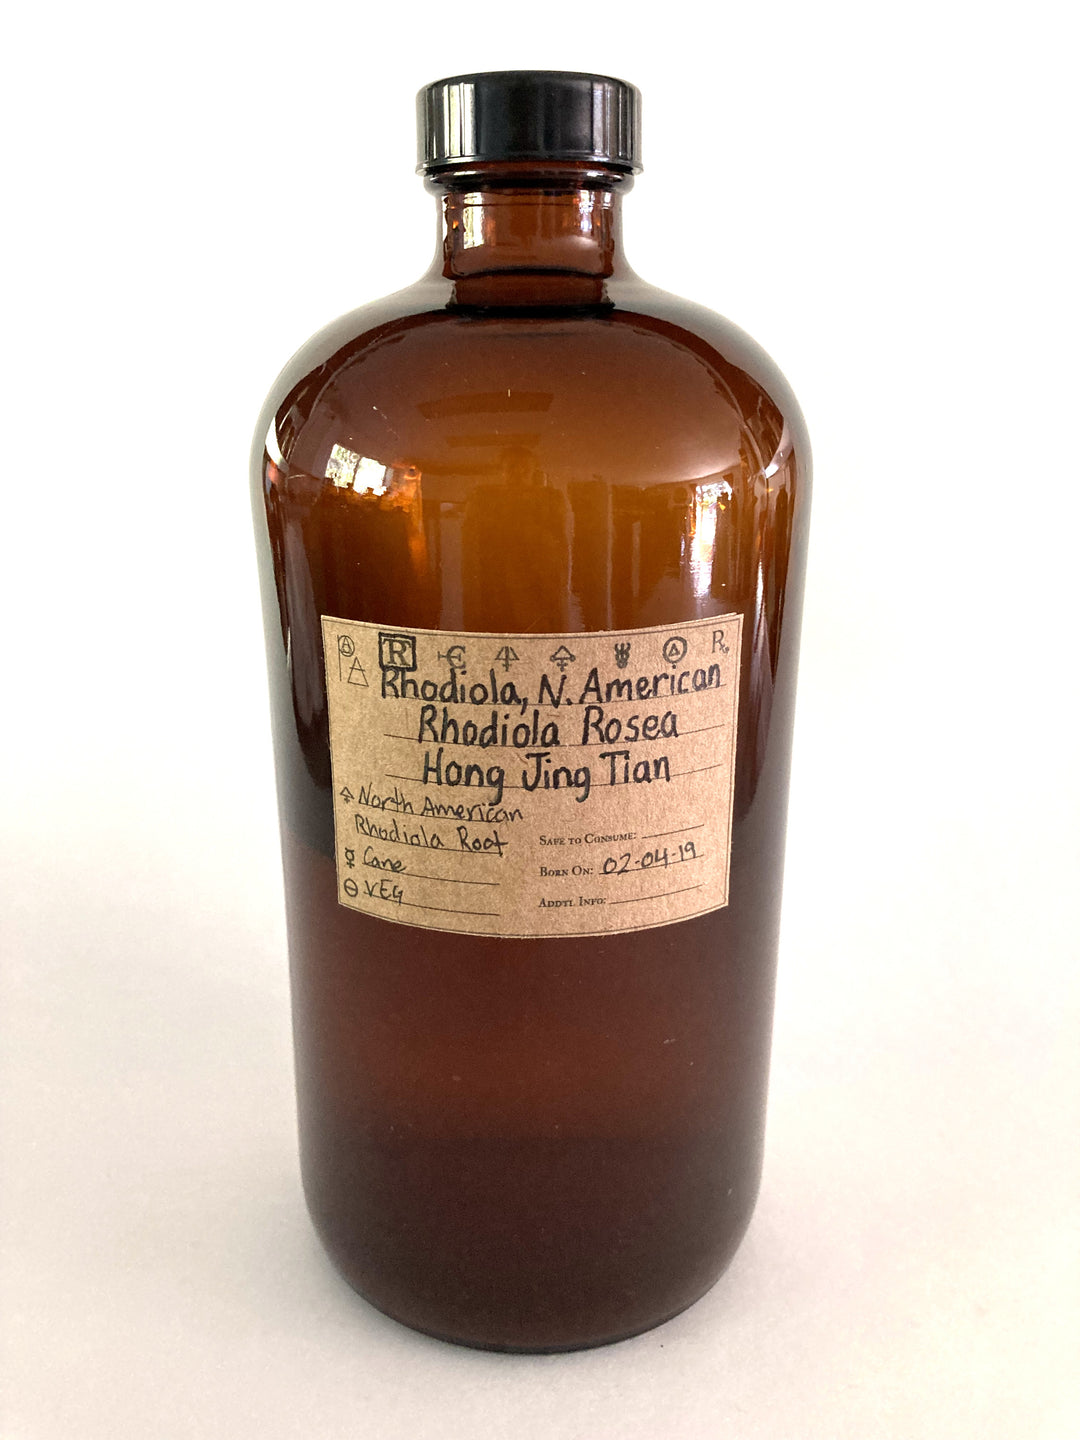 R ℞
Rhodiola, N. American
Rhodiola Rosea
Hong Jing Tian
North American
Rhodiola Root
Cane
VEG
Safe to Consume:
Born On: 02-04-19
Addtl Info: